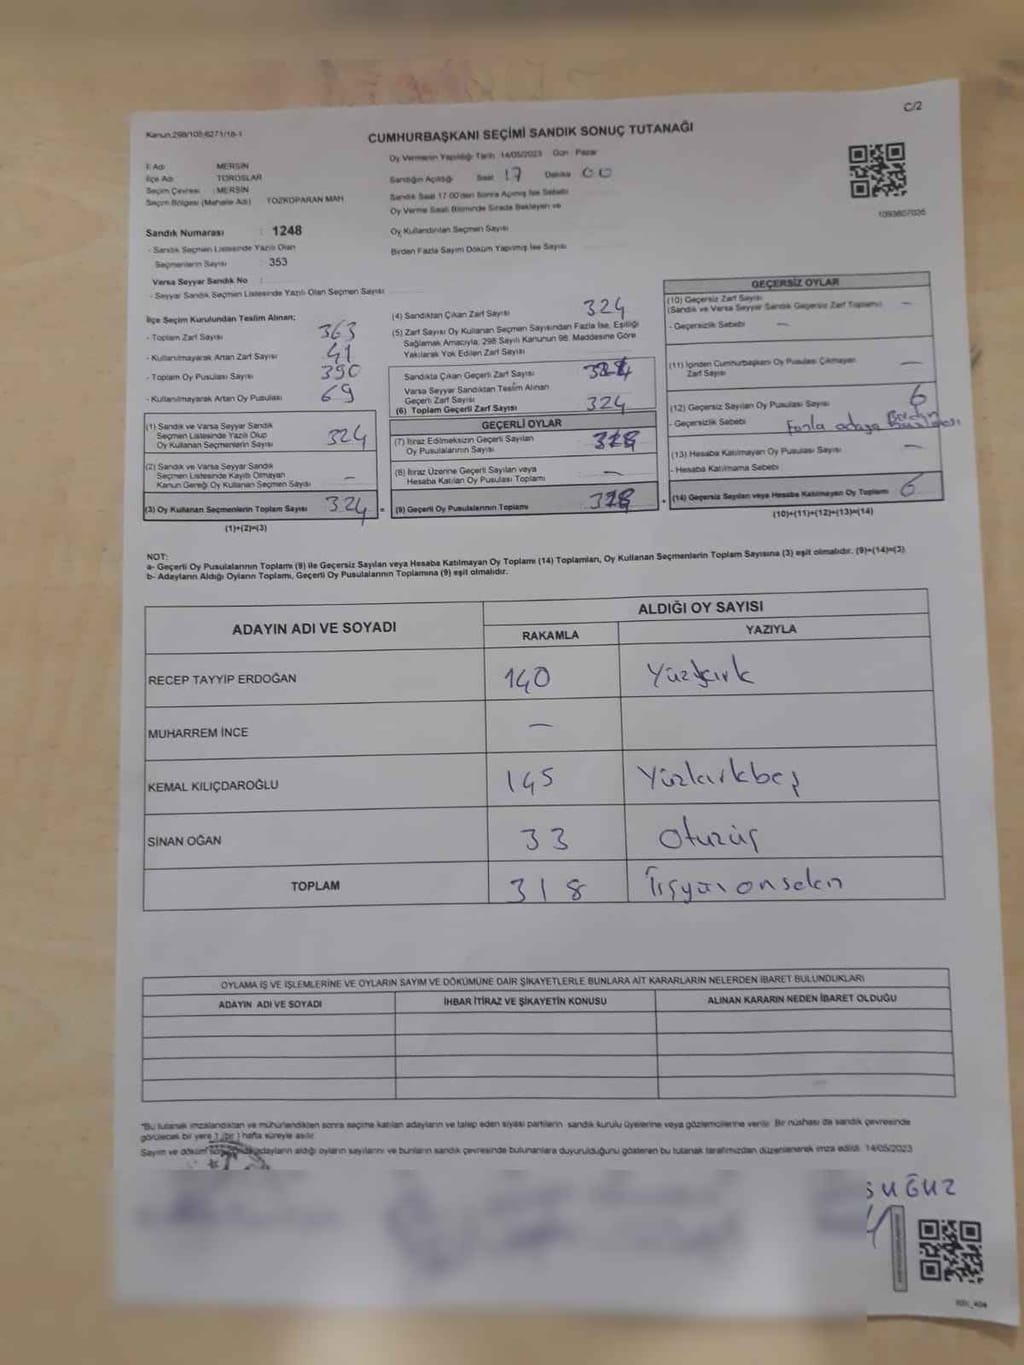 C/2
Kanun:298/105;6271/18-1
CUMHURBAŞKANI SEÇİMİ SANDIK SONUÇ TUTANAĞI
Oy Vermenin Yapıldığı Tarih :14/05/2023 Gün : Pazar
İl Adı : MERSİN
İlçe Adı : TOROSLAR
Seçim Çevresi : MERSİN
Seçim Bölgesi (Mahalle Adı) : TOZKOPARAN MAH.
Sandığın Açıldığı Saat 17 Dakika 00
Sandık Saat 17:00'den Sonra Açılmış İse Sebebi
Oy Verme Saati Bitiminde Sırada Bekleyen ve
Oy Kullandırılan Seçmen Sayısı
Birden Fazla Sayım Döküm Yapılmış İse Sayısı
1093807035
Sandık Numarası : 1248
- Sandık Seçmen Listesinde Yazılı Olan
Seçmenlerin Sayısı : 353
Varsa Seyyar Sandık No :
- Seyyar Sandık Seçmen Listesinde Yazılı Olan Seçmen Sayısı
İlçe Seçim Kurulundan Teslim Alınan;
- Toplam Zarf Sayısı 363
- Kullanılmayarak Artan Zarf Sayısı 41
- Toplam Oy Pusulası Sayısı 390
- Kullanılmayarak Artan Oy Pusulası 69
(1) Sandık ve Varsa Seyyar Sandık
Seçmen Listesinde Yazılı Olup
Oy Kullanan Seçmenlerin Sayısı 324
(2) Sandık ve Varsa Seyyar Sandık
Seçmen Listesinde Kayıtlı Olmayan
Kanun Gereği Oy Kullanan Seçmen Sayısı –
(3) Oy Kullanan Seçmenlerin Toplam Sayısı 324 =
(1)+(2)=(3)
(4) Sandıktan Çıkan Zarf Sayısı 324
(5) Zarf Sayısı Oy Kullanan Seçmen Sayısından Fazla İse, Eşitliği
Sağlamak Amacıyla, 298 Sayılı Kanunun 98. Maddesine Göre
Yakılarak Yok Edilen Zarf Sayısı
Sandıkta Çıkan Geçerli Zarf Sayısı 324
Varsa Seyyar Sandıktan Teslim Alınan
Geçerli Zarf Sayısı
(6) Toplam Geçerli Zarf Sayısı 324
GEÇERLİ OYLAR
(7) İtiraz Edilmeksizin Geçerli Sayılan
Oy Pusulalarının Sayısı 318
(8) İtiraz Üzerine Geçerli Sayılan veya
Hesaba Katılan Oy Pusulası Toplamı –
(9) Geçerli Oy Pusulalarının Toplamı 318 +
GEÇERSİZ OYLAR
(10) Geçersiz Zarf Sayısı
(Sandık ve Varsa Seyyar Sandık Geçersiz Zarf Toplamı) –
- Geçersizlik Sebebi –
(11) İçinden Cumhurbaşkanı Oy Pusulası Çıkmayan
Zarf Sayısı –
(12) Geçersiz Sayılan Oy Pusulası Sayısı 6
- Geçersizlik Sebebi Birden
Fazla adaya Basılması
(13) Hesaba Katılmayan Oy Pusulası Sayısı –
- Hesaba Katılmama Sebebi
(14) Geçersiz Sayılan veya Hesaba Katılmayan Oy Toplamı 6
(10)+(11)+(12)+(13)=(14)
NOT:
a- Geçerli Oy Pusulalarının Toplamı (9) ile Geçersiz Sayılan veya Hesaba Katılmayan Oy Toplamı (14) Toplamları, Oy Kullanan Seçmenlerin Toplam Sayısına (3) eşit olmalıdır. (9)+(14)=(3)
b- Adayların Aldığı Oyların Toplamı, Geçerli Oy Pusulalarının Toplamına (9) eşit olmalıdır.
ADAYIN ADI VE SOYADI ALDIĞI OY SAYISI
RAKAMLA YAZIYLA
RECEP TAYYİP ERDOĞAN 140 Yüzkırk
MUHARREM İNCE –
KEMAL KILIÇDAROĞLU 145 Yüzkırkbeş
SİNAN OĞAN 33 Otuzüç
TOPLAM 318 Üçyüzonsekiz
OYLAMA İŞ VE İŞLEMLERİNE VE OYLARIN SAYIM VE DÖKÜMÜNE DAİR ŞİKAYETLERLE BUNLARA AİT KARARLARIN NELERDEN İBARET BULUNDUKLARI
ADAYIN ADI VE SOYADI İHBAR İTİRAZ VE ŞİKAYETİN KONUSU ALINAN KARARIN NEDEN İBARET OLDUĞU
*Bu tutanak imzalandıktan ve mühürlendikten sonra seçime katılan adayların ve talep eden siyasi partilerin sandık kurulu üyelerine veya gözlemcilerine verilir. Bir nüshası da sandık çevresinde
görülecek bir yere 1 (bir) hafta süreyle asılır.
Sayım ve döküm adayların aldığı oyların sayılarını ve bunların sandık çevresinde bulunanlara duyurulduğunu gösteren bu tutanak tarafımızdan düzenlenerek imza edildi. 14/05/2023